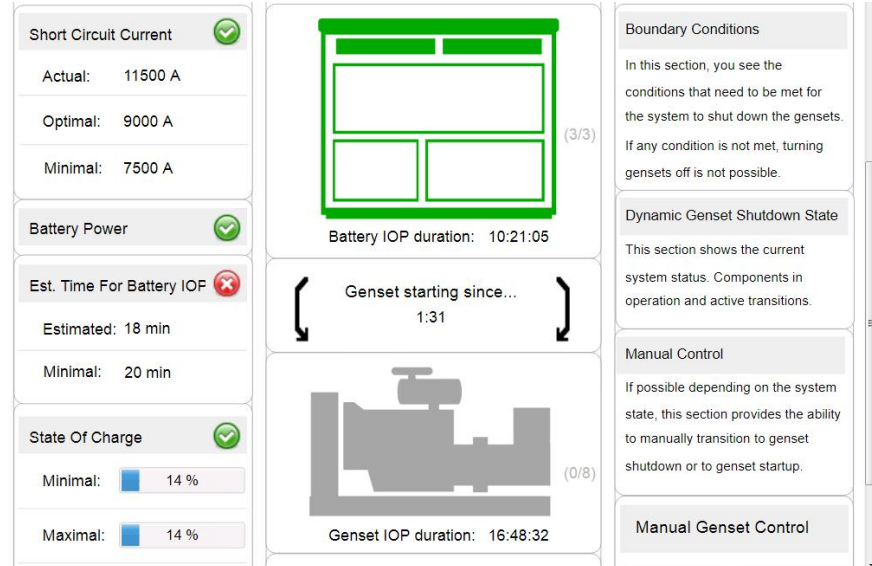 Short Circuit Current
Actual: 11500 A
Optimal: 9000 A
Minimal: 7500 A
Battery Power
Est. Time For Battery IOP
Estimated: 18 min
Minimal: 20 min
State Of Charge
Minimal: 14 %
Maximal: 14 %
(3/3)
Battery IOP duration: 10:21:05
Genset starting since...
1:31
(0/8)
Genset IOP duration: 16:48:32
Boundary Conditions
In this section, you see the
conditions that need to be met for
the system to shut down the gensets.
If any condition is not met, turning
gensets off is not possible.
Dynamic Genset Shutdown State
This section shows the current
system status. Components in
operation and active transitions.
Manual Control
If possible depending on the system
state, this section provides the ability
to manually transition to genset
shutdown or to genset startup.
Manual Genset Control